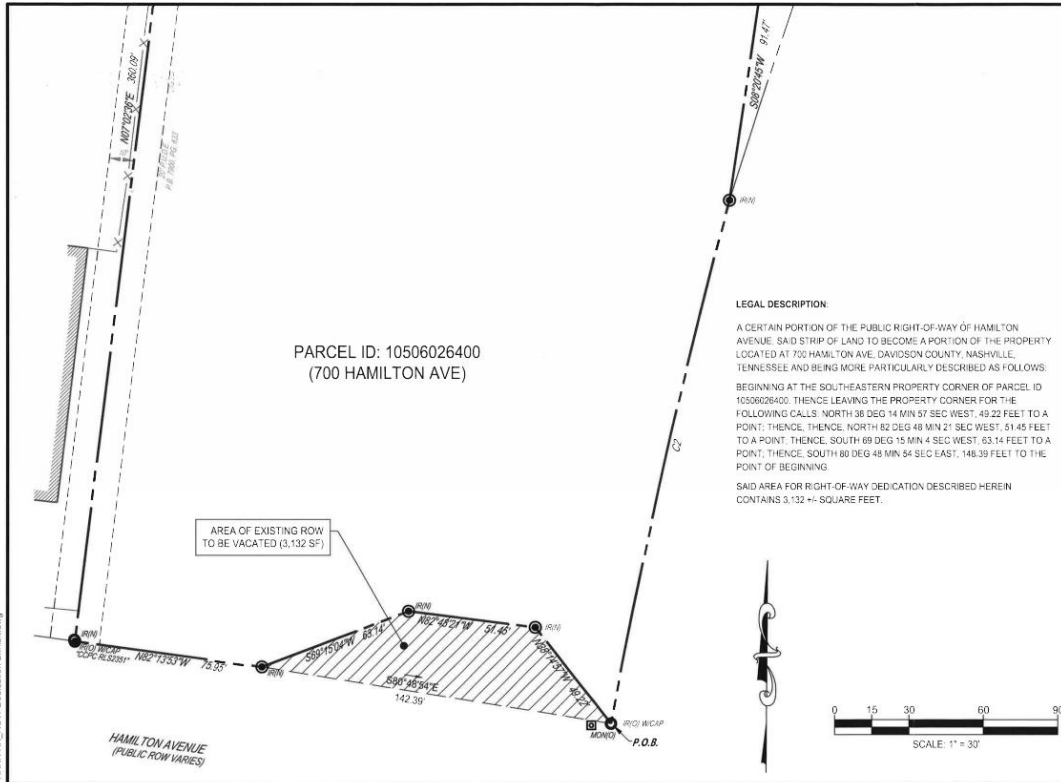 N07°02'36"E 360.09'
S08°20'45"W 91.47'
IR(N)
C2
PARCEL ID: 10506026400
(700 HAMILTON AVE)
LEGAL DESCRIPTION:
A CERTAIN PORTION OF THE PUBLIC RIGHT-OF-WAY OF HAMILTON
AVENUE. SAID STRIP OF LAND TO BECOME A PORTION OF THE PROPERTY
LOCATED AT 700 HAMILTON AVE, DAVIDSON COUNTY, NASHVILLE,
TENNESSEE AND BEING MORE PARTICULARLY DESCRIBED AS FOLLOWS:
BEGINNING AT THE SOUTHEASTERN PROPERTY CORNER OF PARCEL ID
10506026400. THENCE LEAVING THE PROPERTY CORNER FOR THE
FOLLOWING CALLS: NORTH 38 DEG 14 MIN 57 SEC WEST, 49.22 FEET TO A
POINT; THENCE, THENCE, NORTH 82 DEG 48 MIN 21 SEC WEST, 51.45 FEET
TO A POINT; THENCE, SOUTH 69 DEG 15 MIN 4 SEC WEST, 63.14 FEET TO A
POINT; THENCE, SOUTH 80 DEG 48 MIN 54 SEC EAST, 148.39 FEET TO THE
POINT OF BEGINNING.
SAID AREA FOR RIGHT-OF-WAY DEDICATION DESCRIBED HEREIN
CONTAINS 3,132 +/- SQUARE FEET.
AREA OF EXISTING ROW
TO BE VACATED (3,132 SF)
IR(N)
IR(O) W/CAP
"CCPC RLS2351"
N82°13'53"W 75.93'
IR(N)
S69°15'04"W 63.14'
IR(N)
N82°48'21"W 51.45'
IR(N)
N38°14'57"W 49.22'
S80°48'54"E
142.39'
IR(O) W/CAP
MON(O)
P.O.B.
HAMILTON AVENUE
(PUBLIC ROW VARIES)
0 15 30 60 90
SCALE: 1" = 30'